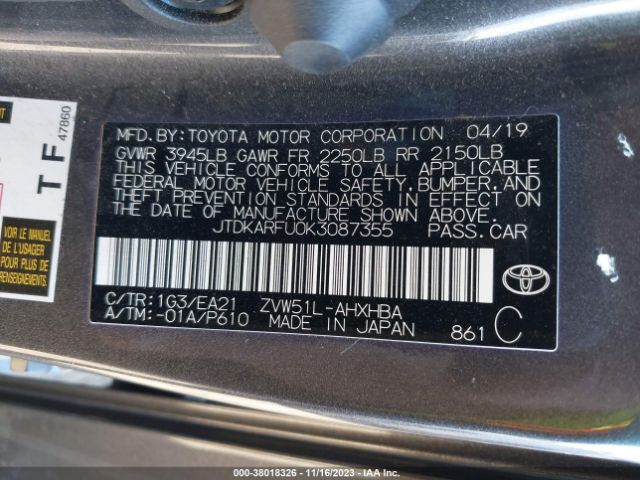 MFD.BY:TOYOTA MOTOR CORPORATION 04/19
GVWR 3945LB GAWR FR 2250LB RR 2150LB
THIS VEHICLE CONFORMS TO ALL APPLICABLE
FEDERAL MOTOR VEHICLE SAFETY,BUMPER,AND
THEFT PREVENTION STANDARDS IN EFFECT ON
THE DATE OF MANUFACTURE SHOWN ABOVE.
JTDKARFU0K3087355 PASS.CAR
C/TR:1G3/EA21 ZVW51L-AHXHBA
A/TM:-01A/P610 MADE IN JAPAN 861 C
T F
47860
VOIR LE MANUEL
DE L'USAGER
POUR PLUS DE
000-38018326 - 11/16/2023 - IAA Inc.